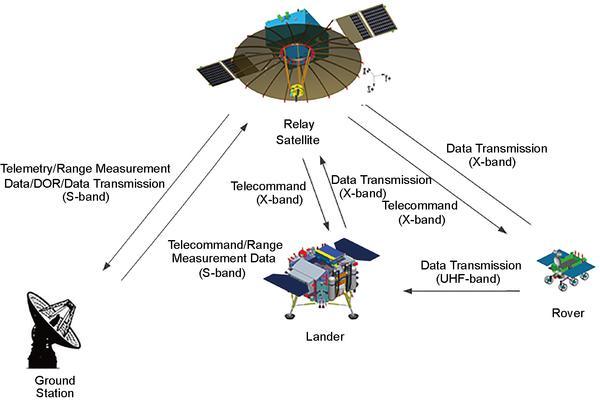 Relay
Satellite
Telemetry/Range Measurement
Data/DOR/Data Transmission
(S-band)
Telecommand
(X-band)
Data Transmission
(X-band)
Telecommand
(X-band)
Data Transmission
(X-band)
Telecommand/Range
Measurement Data
(S-band)
Data Transmission
(UHF-band)
Lander
Rover
Ground
Station